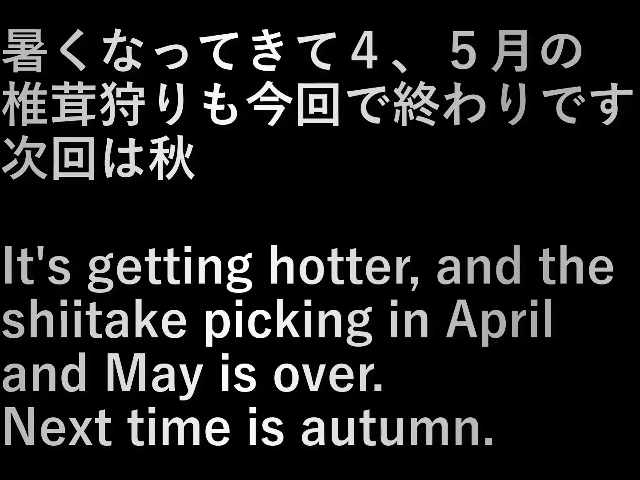 暑くなってきて４、５月の
椎茸狩りも今回で終わりです
次回は秋
It's getting hotter, and the
shiitake picking in April
and May is over.
Next time is autumn.